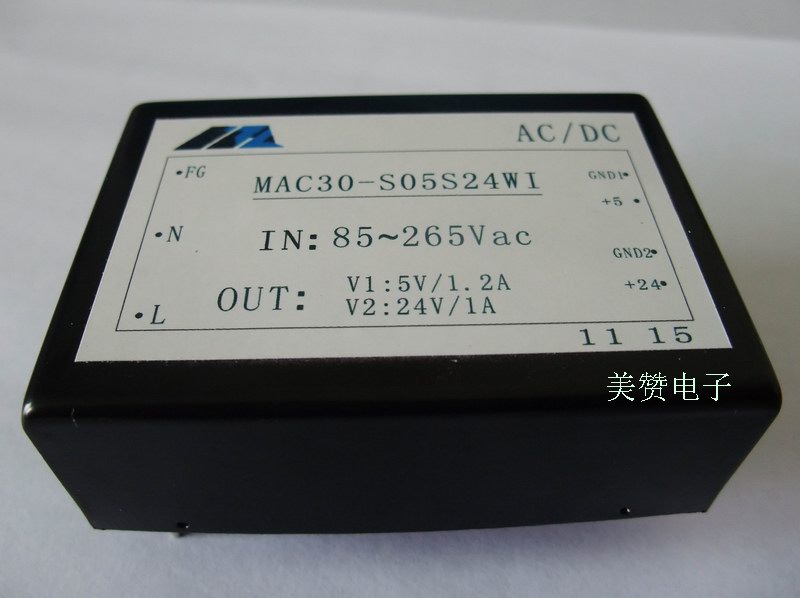 AC/DC
•FG
MAC30-S05S24WI
GND1•
+5 •
•N
IN: 85~265Vac
GND2•
+24•
OUT: V1:5V/1.2A
V2:24V/1A
•L
11 15
美赞电子